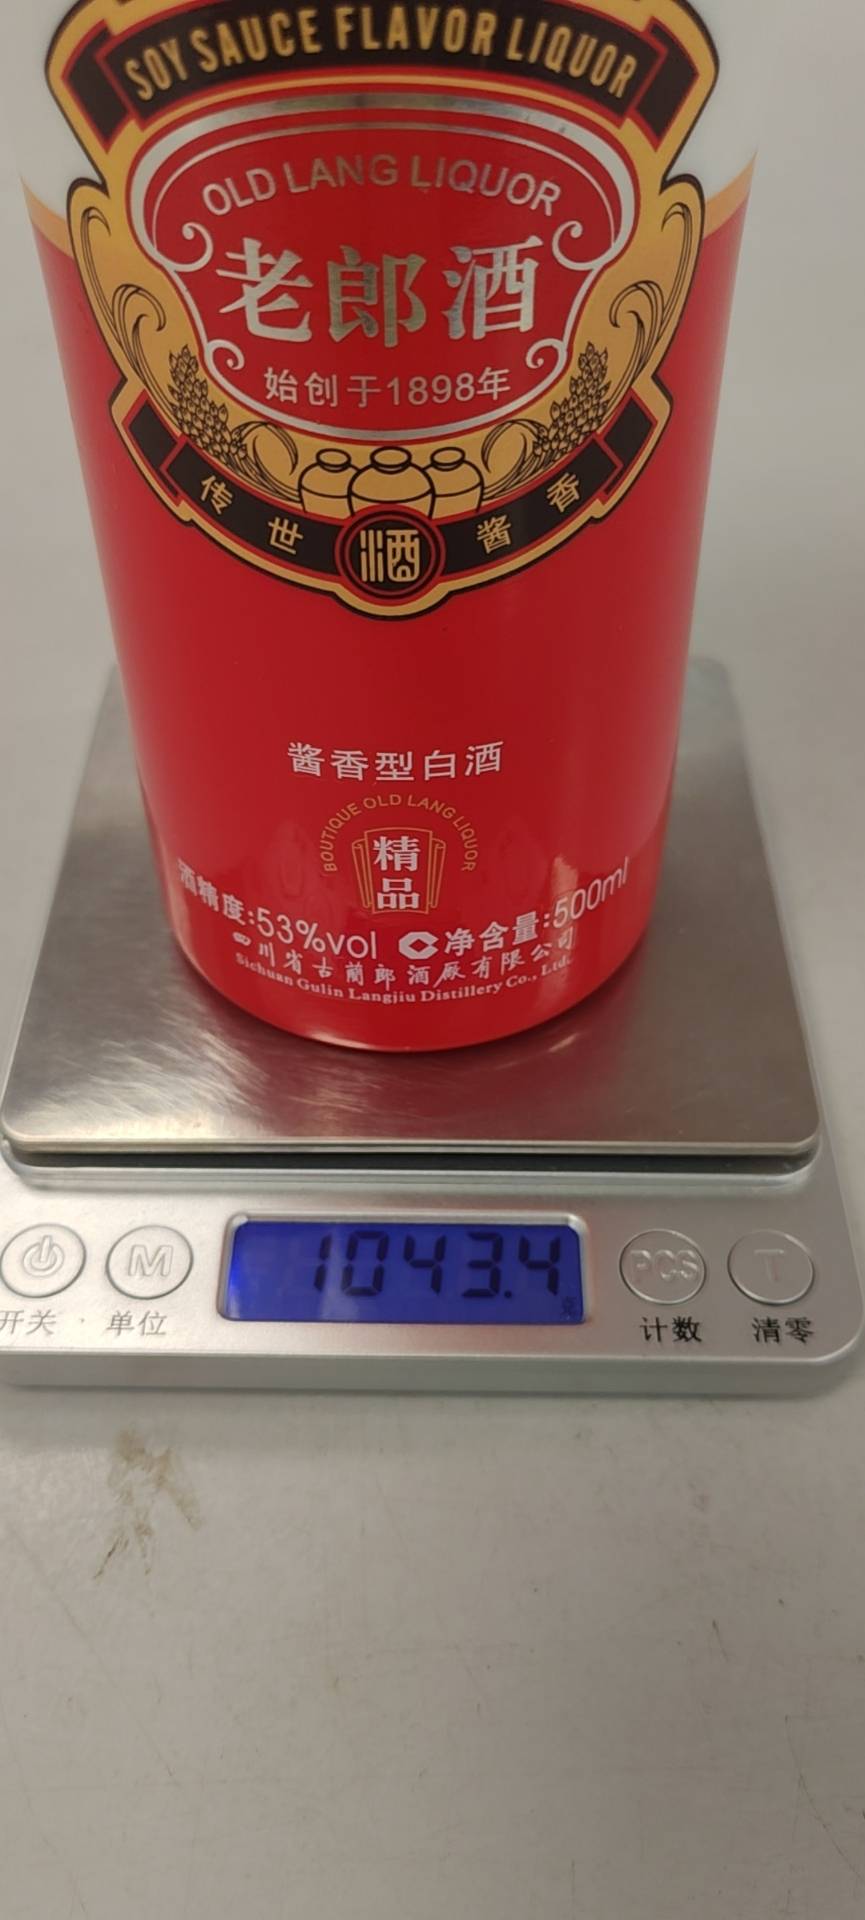 SOY SAUCE FLAVOR LIQUOR
OLD LANG LIQUOR
老郎酒
始创于1898年
传世酒酱香
酱香型白酒
BOUTIQUE OLD LANG LIQUOR
精品
酒精度:53%vol 净含量:500ml
四川省古蔺郎酒厂有限公司
Sichuan Gulin Langjiu Distillery Co., Ltd.
1043.4
克
M PCS T
开关 单位 计数 清零